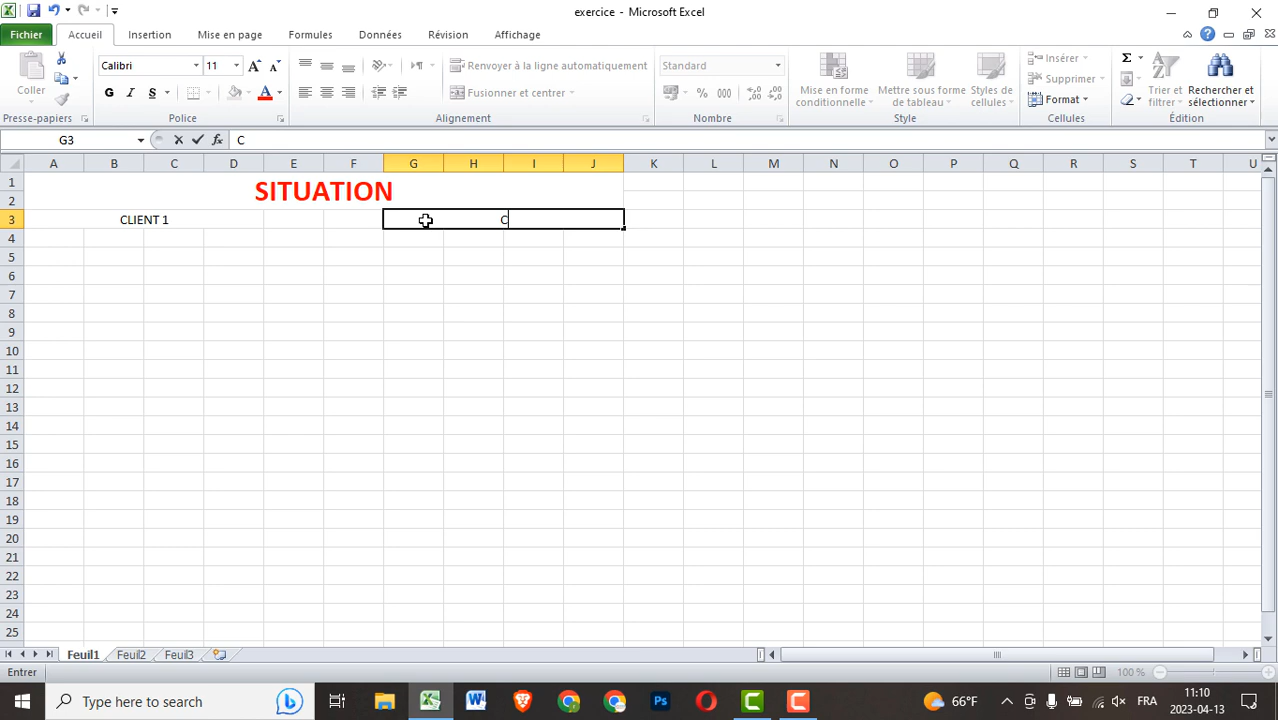 exercice - Microsoft Excel
Fichier Accueil Insertion Mise en page Formules Données Révision Affichage
Coller
Presse-papiers
Calibri 11
G I S
Police
Renvoyer à la ligne automatiquement
Fusionner et centrer
Alignement
Standard
% 000
Nombre
Mise en forme conditionnelle
Mettre sous forme de tableau
Styles de cellules
Style
Insérer
Supprimer
Format
Cellules
Trier et filtrer
Rechercher et sélectionner
Édition
G3 fx C
A B C D E F G H I J K L M N O P Q R S T U
1
SITUATION
2
3 CLIENT 1 C
4
5
6
7
8
9
10
11
12
13
14
15
16
17
18
19
20
21
22
23
24
25
Feuil1 Feuil2 Feuil3
Entrer 100 %
Type here to search
66°F FRA 11:10
2023-04-13